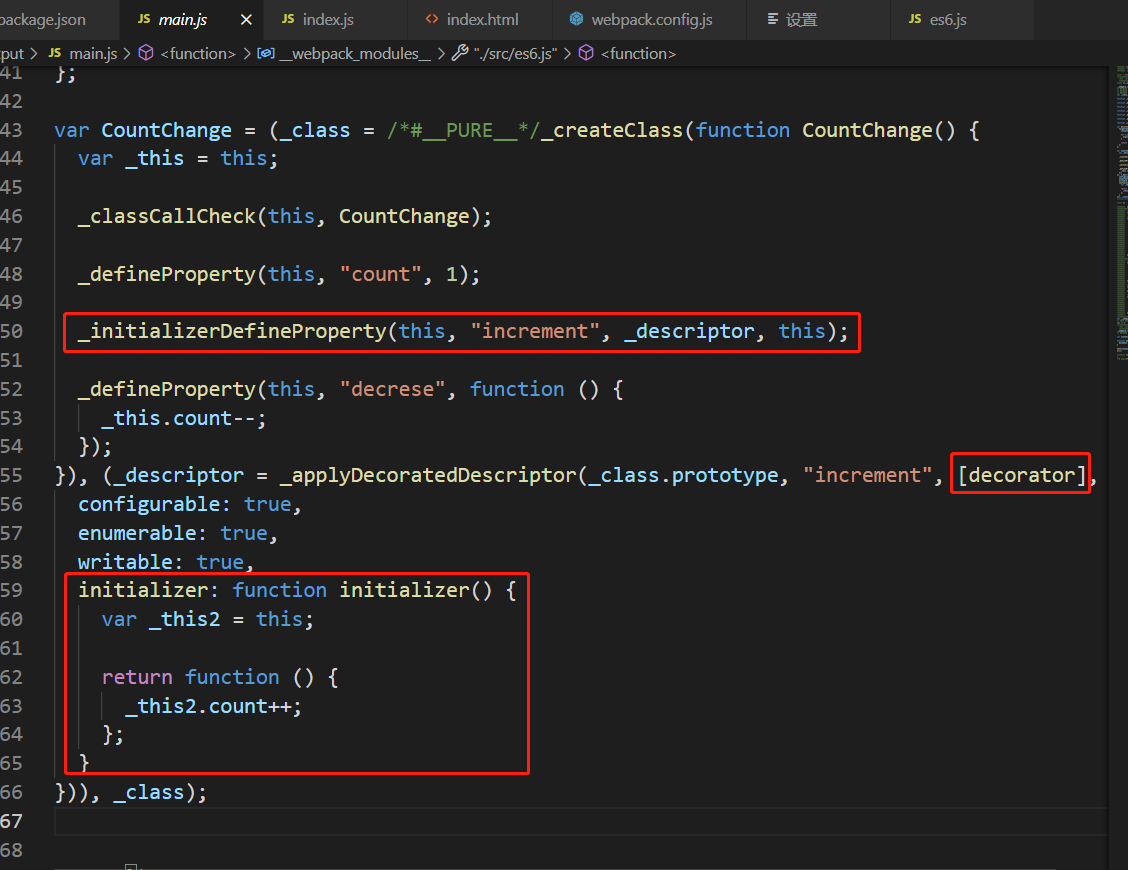 package.json JS main.js × JS index.js <> index.html webpack.config.js 设置 JS es6.js
put > JS main.js > <function> > __webpack_modules__ > "./src/es6.js" > <function>
41 };
42
43 var CountChange = (_class = /*#__PURE__*/_createClass(function CountChange() {
44 var _this = this;
45
46 _classCallCheck(this, CountChange);
47
48 _defineProperty(this, "count", 1);
49
50 _initializerDefineProperty(this, "increment", _descriptor, this);
51
52 _defineProperty(this, "decrese", function () {
53 _this.count--;
54 });
55 }), (_descriptor = _applyDecoratedDescriptor(_class.prototype, "increment", [decorator],
56 configurable: true,
57 enumerable: true,
58 writable: true,
59 initializer: function initializer() {
60 var _this2 = this;
61
62 return function () {
63 _this2.count++;
64 };
65 }
66 })), _class);
67
68